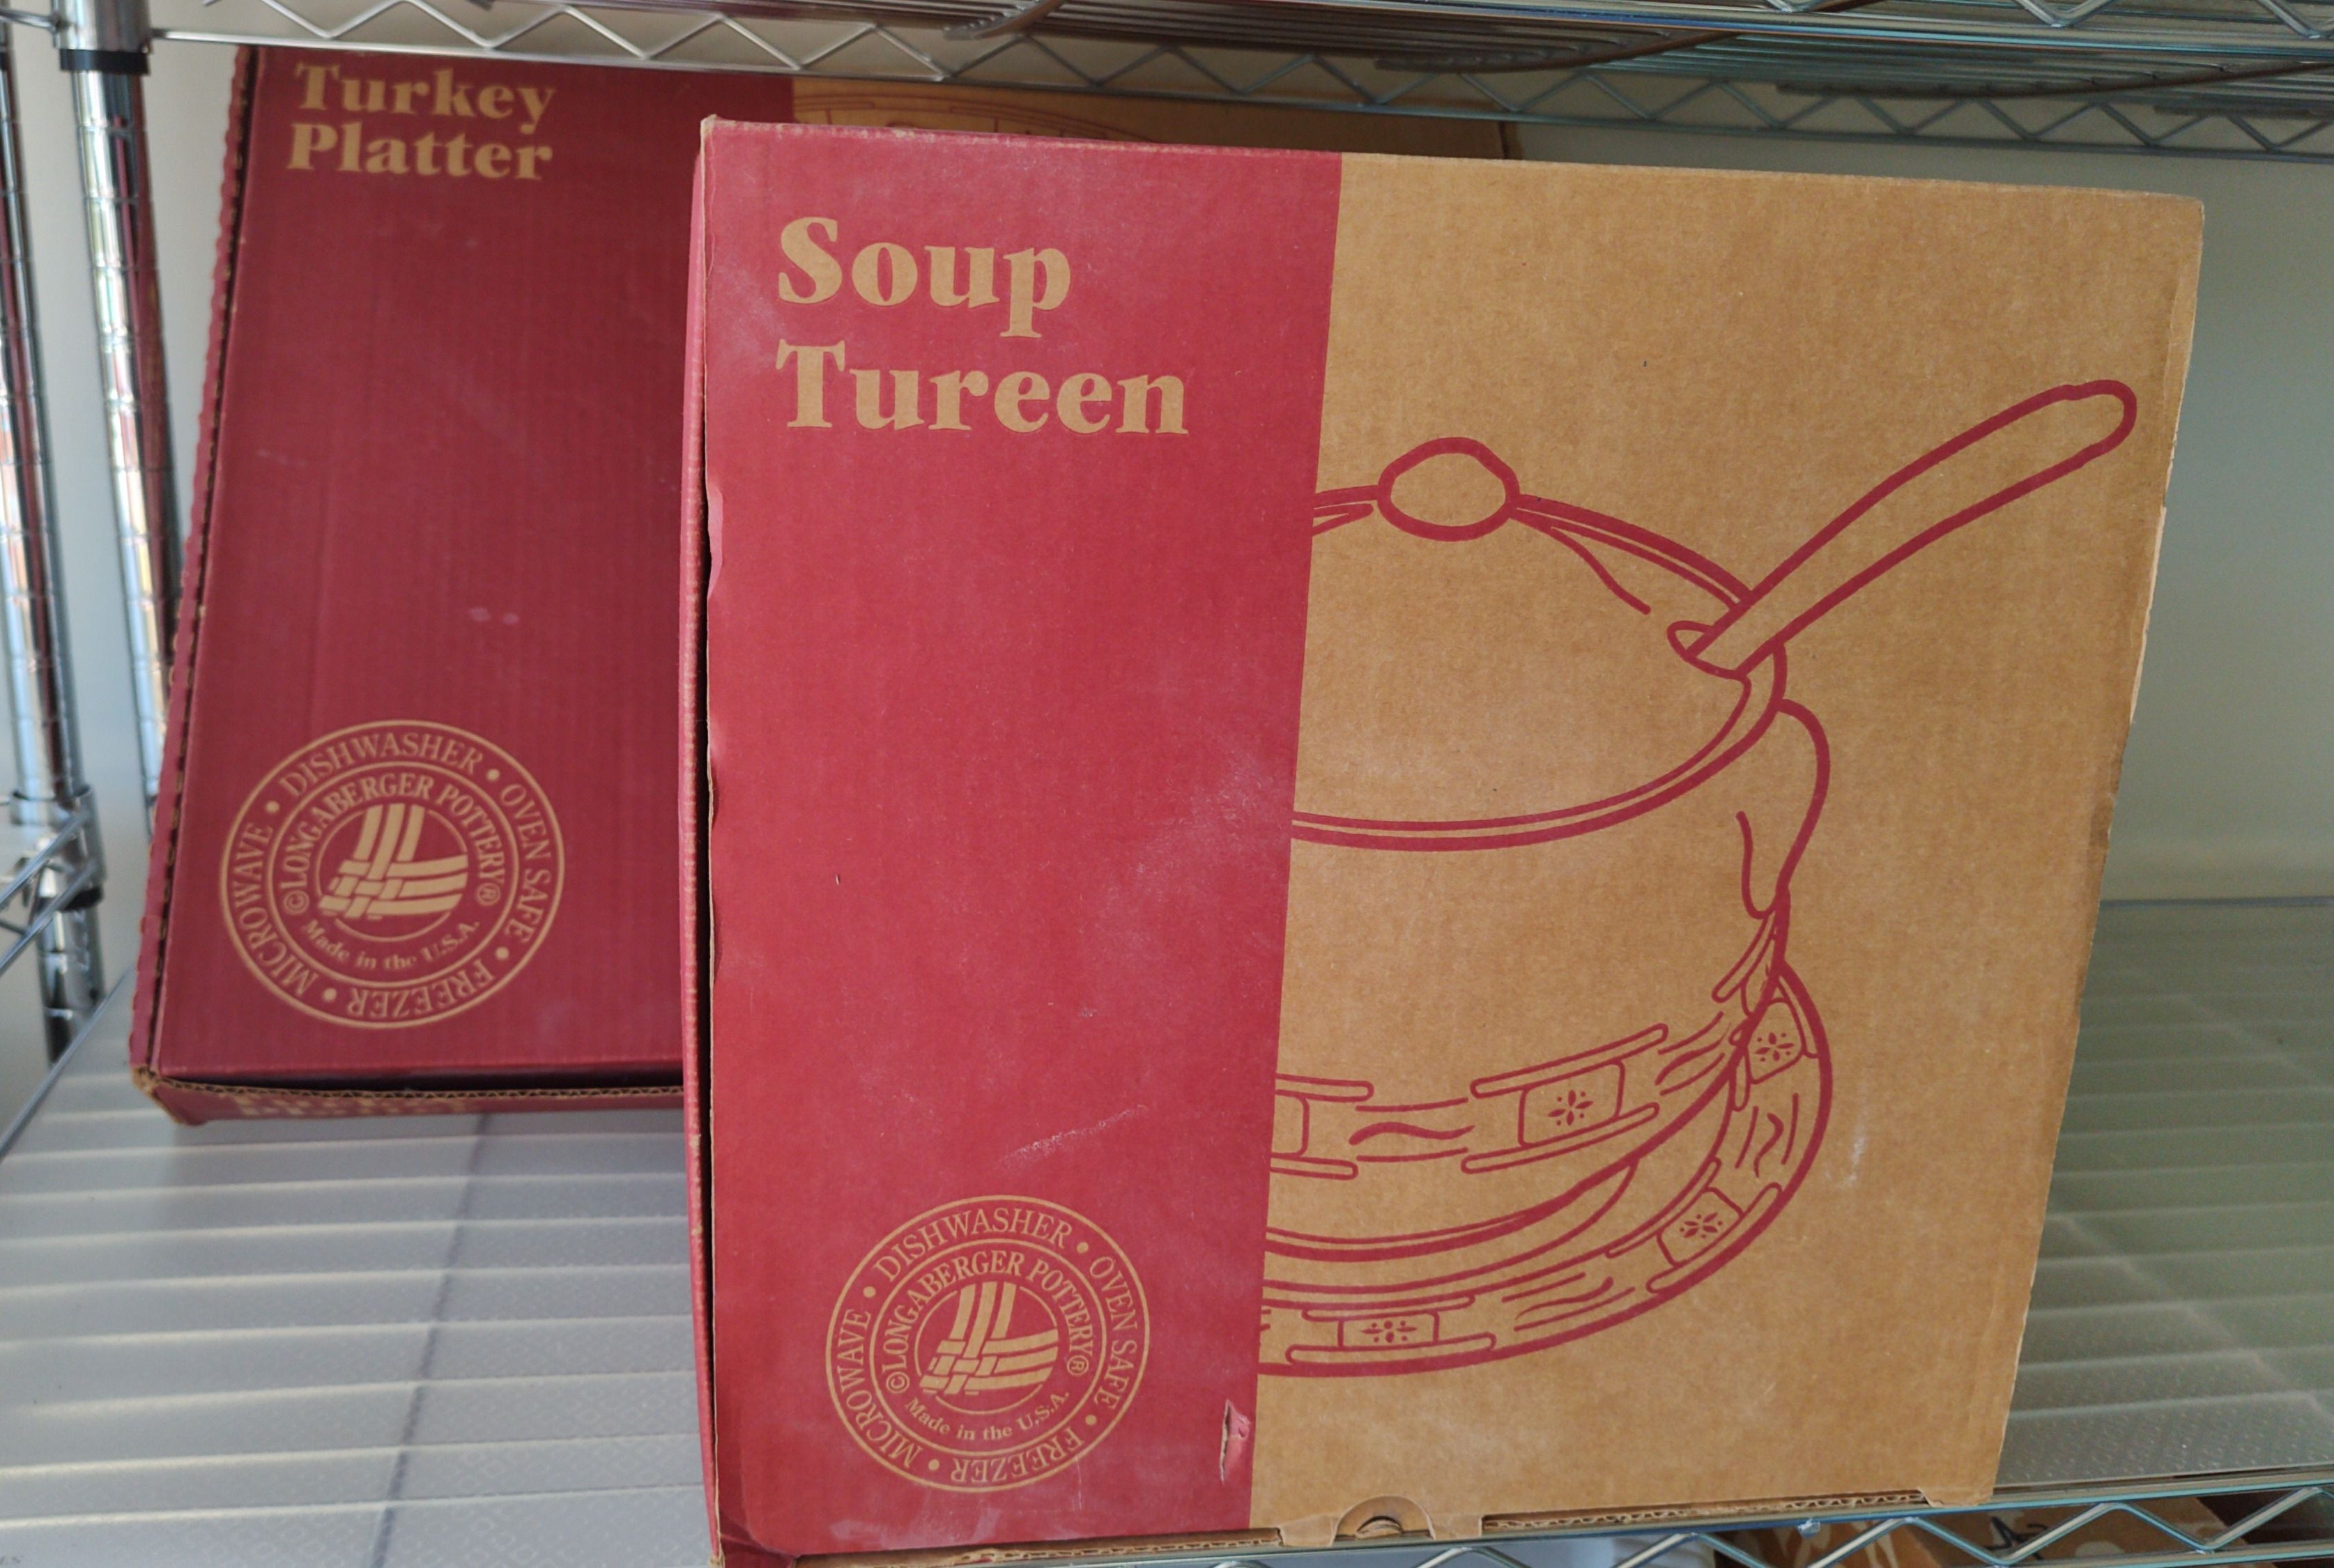 Turkey
Platter
MICROWAVE • DISHWASHER • OVEN SAFE • FREEZER •
©LONGABERGER POTTERY®
Made in the U.S.A.
Soup
Tureen
MICROWAVE • DISHWASHER • OVEN SAFE • FREEZER •
©LONGABERGER POTTERY®
Made in the U.S.A.